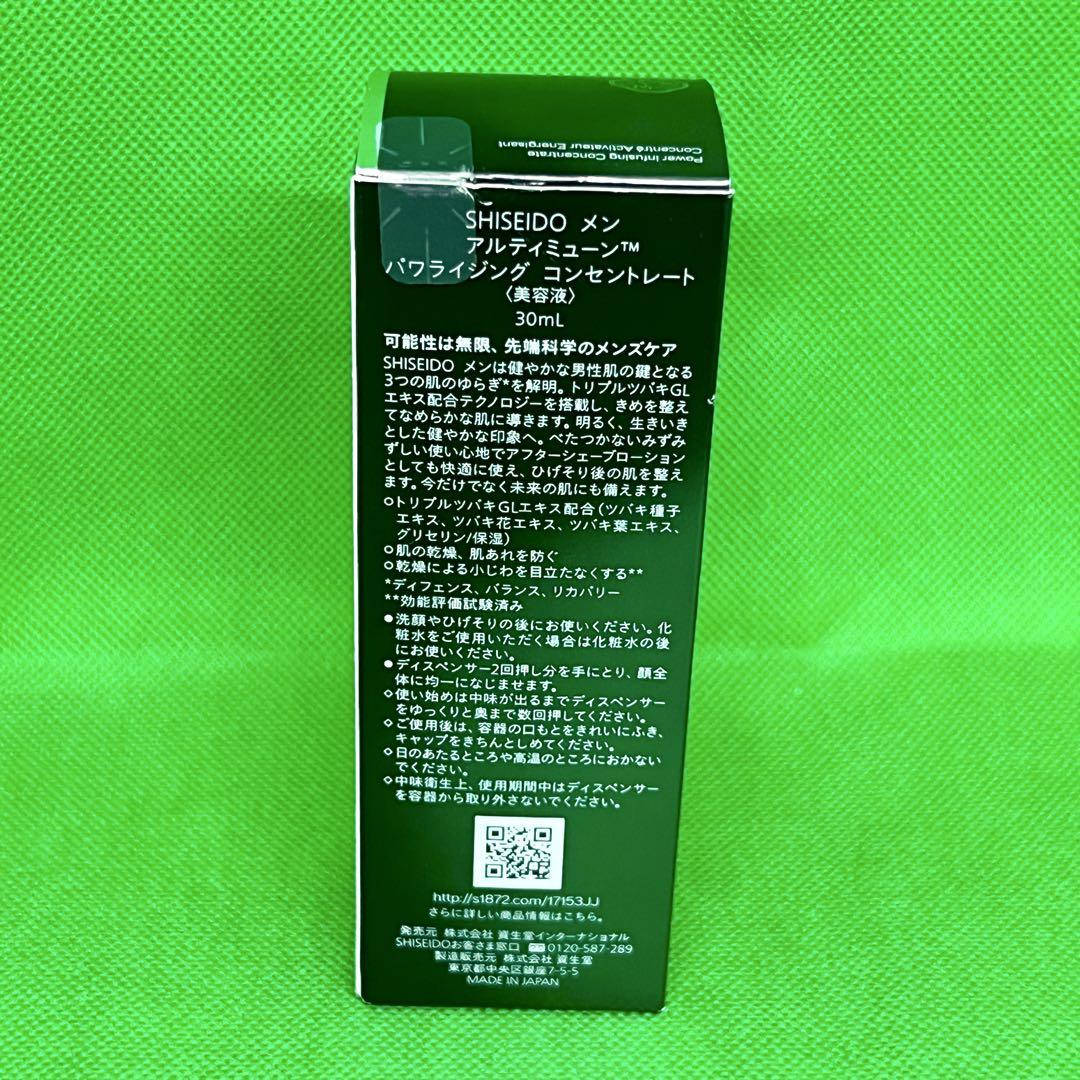 Power Infusing Concentrate
Concentré Activateur Énergisant
SHISEIDO メン
アルティミューン™
パワライジング コンセントレート
〈美容液〉
30mL
可能性は無限、先端科学のメンズケア
SHISEIDO メンは健やかな男性肌の鍵となる
3つの肌のゆらぎ*を解明。トリプルツバキGL
エキス配合テクノロジーを搭載し、きめを整え
てなめらかな肌に導きます。明るく、生きいき
とした健やかな印象へ。べたつかないみずみ
ずしい使い心地でアフターシェーブローション
としても快適に使え、ひげそり後の肌を整え
ます。今だけでなく未来の肌にも備えます。
○トリプルツバキGLエキス配合（ツバキ種子
エキス、ツバキ花エキス、ツバキ葉エキス、
グリセリン/保湿）
○肌の乾燥、肌あれを防ぐ
○乾燥による小じわを目立たなくする**
*ディフェンス、バランス、リカバリー
**効能評価試験済み
●洗顔やひげそりの後にお使いください。化
粧水をご使用いただく場合は化粧水の後
にお使いください。
●ディスペンサー2回押し分を手にとり、顔全
体に均一になじませます。
◇使い始めは中味が出るまでディスペンサー
をゆっくりと奥まで数回押してください。
◇ご使用後は、容器の口もとをきれいにふき、
キャップをきちんとしめてください。
◇日のあたるところや高温のところにおかない
でください。
◇中味衛生上、使用期間中はディスペンサー
を容器から取り外さないでください。
http://s1872.com/17153JJ
さらに詳しい商品情報はこちら。
発売元 株式会社 資生堂インターナショナル
SHISEIDOお客さま窓口 0120-587-289
製造販売元 株式会社 資生堂
東京都中央区銀座7-5-5
MADE IN JAPAN